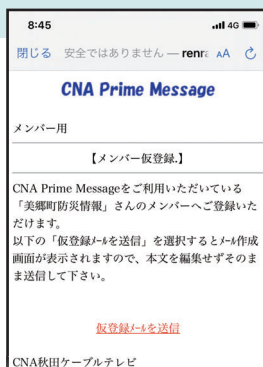 8:45
4G
閉じる 安全ではありません — renra AA
CNA Prime Message
メンバー用
【メンバー仮登録.】
CNA Prime Messageをご利用いただいている
「美郷町防災情報」さんのメンバーへご登録いた
だけます。
以下の「仮登録ﾒｰﾙを送信」を選択するとﾒｰﾙ作成
画面が表示されますので、本文を編集せずそのま
ま送信して下さい。
仮登録ﾒｰﾙを送信
CNA秋田ケーブルテレビ